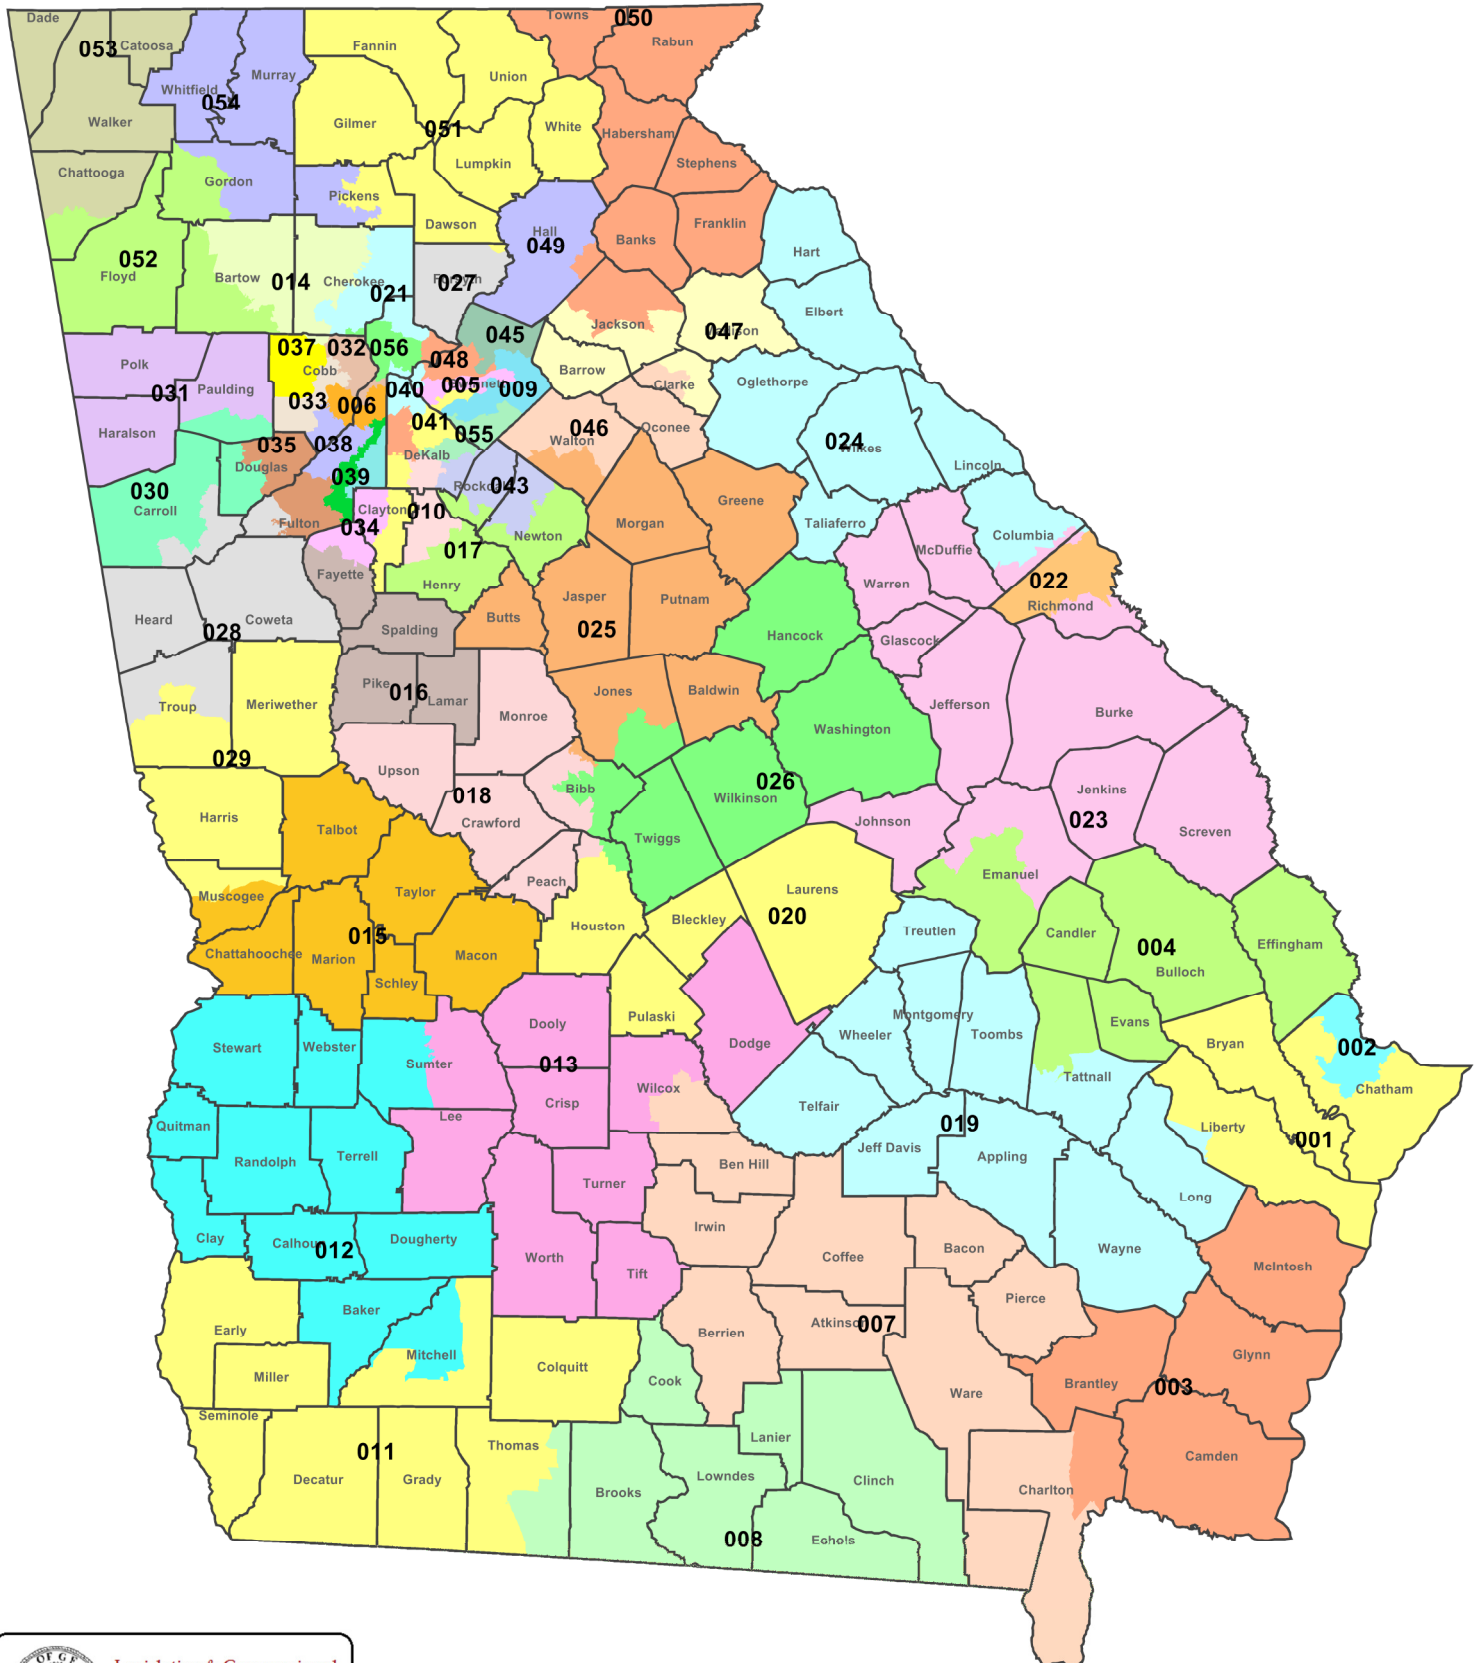 Dade
053
Catoosa
Fannin
Towns
050
Rabun
Whitfield
054
Murray
Union
Walker
Gilmer
051
White
Habersham
Lumpkin
Stephens
Chattooga
Gordon
Pickens
Dawson
Hall
049
Banks
Franklin
Hart
052
Floyd
Bartow
014
Cherokee
021
027
Elbert
Jackson
047
045
Polk
037
032
056
048
Cobb
Barrow
Clarke
Oglethorpe
031
Paulding
040
005
009
033
006
041
055
046
Walton
Oconee
024
Haralson
035
038
Douglas
DeKalb
Lincoln
030
Carroll
039
043
Greene
Clayton
010
034
Fulton
Morgan
Taliaferro
Columbia
017
Newton
McDuffie
Fayette
Henry
Warren
022
Richmond
Heard
Coweta
028
Spalding
Butts
Jasper
025
Putnam
Hancock
Glascock
Troup
Meriwether
Pike
016
Lamar
Monroe
Jones
Baldwin
Jefferson
Burke
Washington
029
Upson
018
Crawford
Bibb
Wilkinson
026
Jenkins
023
Harris
Talbot
Twiggs
Johnson
Screven
Muscogee
Taylor
Peach
Laurens
020
Emanuel
Chattahoochee
Marion
015
Macon
Schley
Houston
Bleckley
Treutlen
Candler
004
Bulloch
Effingham
Stewart
Webster
Sumter
Dooly
013
Pulaski
Dodge
Wheeler
Montgomery
Toombs
Evans
Bryan
002
Chatham
Tattnall
Quitman
Lee
Crisp
Wilcox
Telfair
019
Liberty
001
Randolph
Terrell
Turner
Ben Hill
Jeff Davis
Appling
Long
Clay
012
Dougherty
Worth
Irwin
Tift
Coffee
Bacon
Wayne
McIntosh
Early
Baker
Mitchell
Berrien
007
Pierce
Miller
Colquitt
Cook
Ware
Brantley
003
Glynn
Seminole
Decatur
011
Grady
Thomas
Brooks
Lowndes
008
Lanier
Echols
Clinch
Charlton
Camden